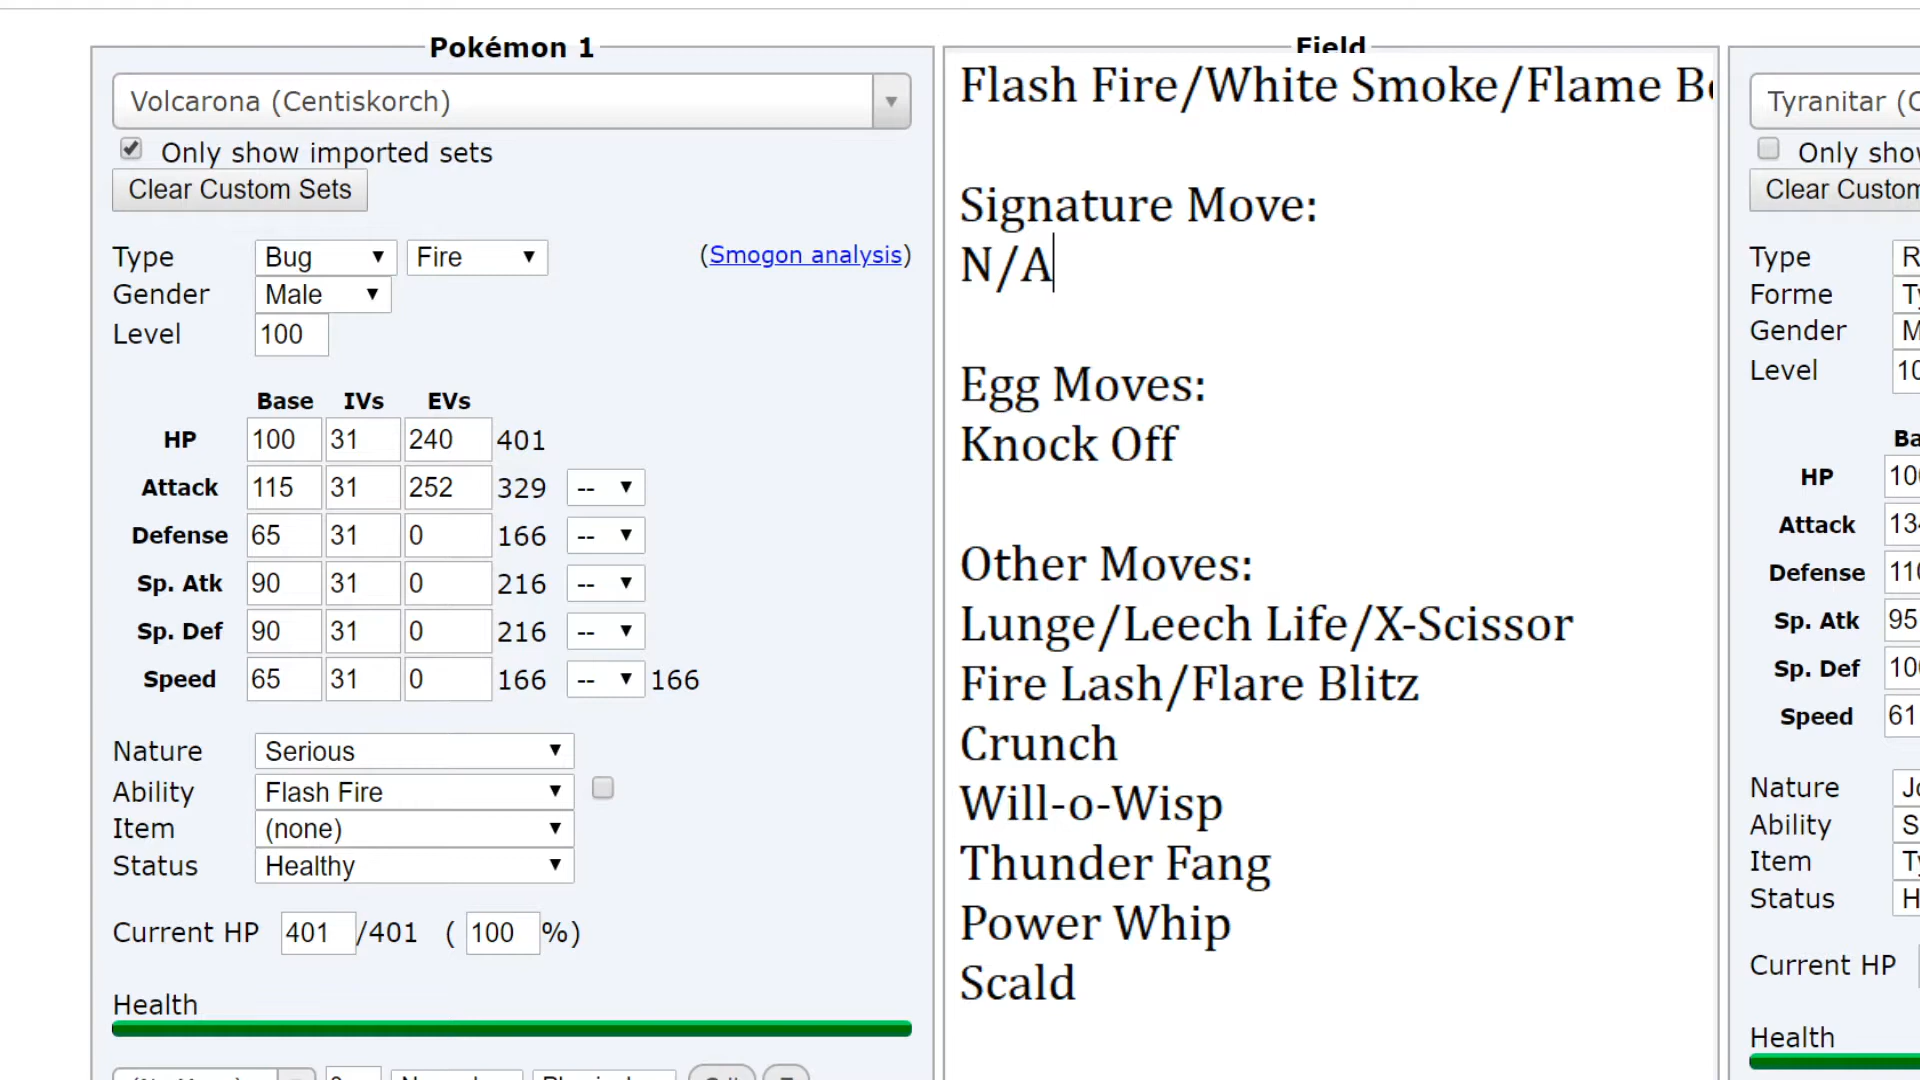 Pokémon 1
Volcarona (Centiskorch)
Only show imported sets
Clear Custom Sets
Type Bug Fire (Smogon analysis)
Gender Male
Level 100
Base IVs EVs
HP 100 31 240 401
Attack 115 31 252 329 --
Defense 65 31 0 166 --
Sp. Atk 90 31 0 216 --
Sp. Def 90 31 0 216 --
Speed 65 31 0 166 -- 166
Nature Serious
Ability Flash Fire
Item (none)
Status Healthy
Current HP 401/401 (100%)
Health
Field
Flash Fire/White Smoke/Flame
Signature Move:
N/A
Egg Moves:
Knock Off
Other Moves:
Lunge/Leech Life/X-Scissor
Fire Lash/Flare Blitz
Crunch
Will-o-Wisp
Thunder Fang
Power Whip
Scald
Tyranitar
Only
Clear
Type
Forme
Gender
Level
HP
Attack
Defense
Sp. Atk 95
Sp. Def
Speed 61
Nature
Ability
Item
Status
Current HP
Health